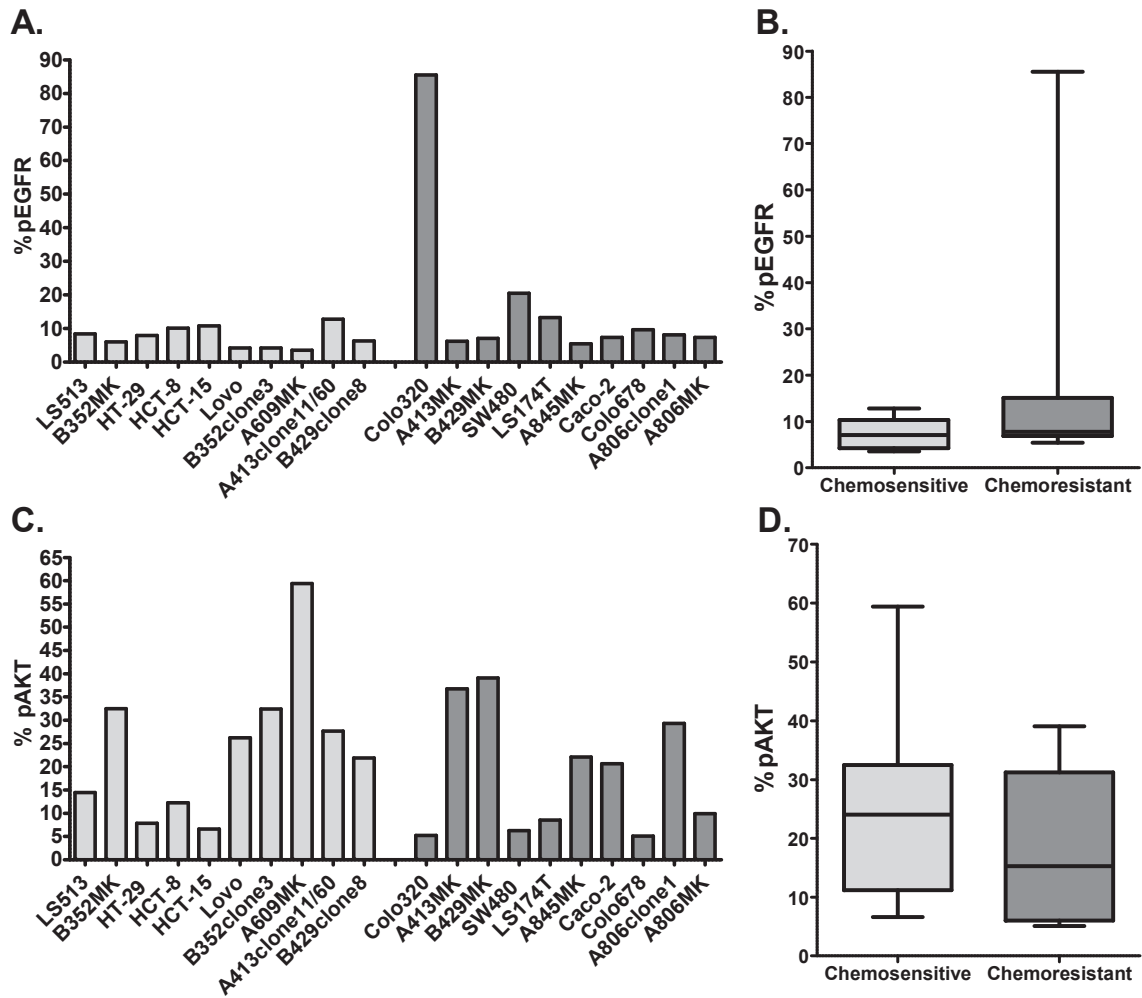 A.
90
80
70
60
50
40
30
20
10
0
%pEGFR
LS513
B352MK
HT-29
HCT-8
HCT-15
Lovo
B352clone3
A609MK
A413clone11/60
B429clone8
Colo320
A413MK
B429MK
SW480
LS174T
A845MK
Caco-2
Colo678
A806clone1
A806MK
B.
90
80
70
60
50
40
30
20
10
0
% pEGFR
Chemosensitive Chemoresistant
C.
65
60
55
50
45
40
35
30
25
20
15
10
5
0
% pAKT
LS513
B352MK
HT-29
HCT-8
HCT-15
Lovo
B352clone3
A609MK
A413clone11/60
B429clone8
Colo320
A413MK
B429MK
SW480
LS174T
A845MK
Caco-2
Colo678
A806clone1
A806MK
D.
70
60
50
40
30
20
10
0
% pAKT
Chemosensitive Chemoresistant